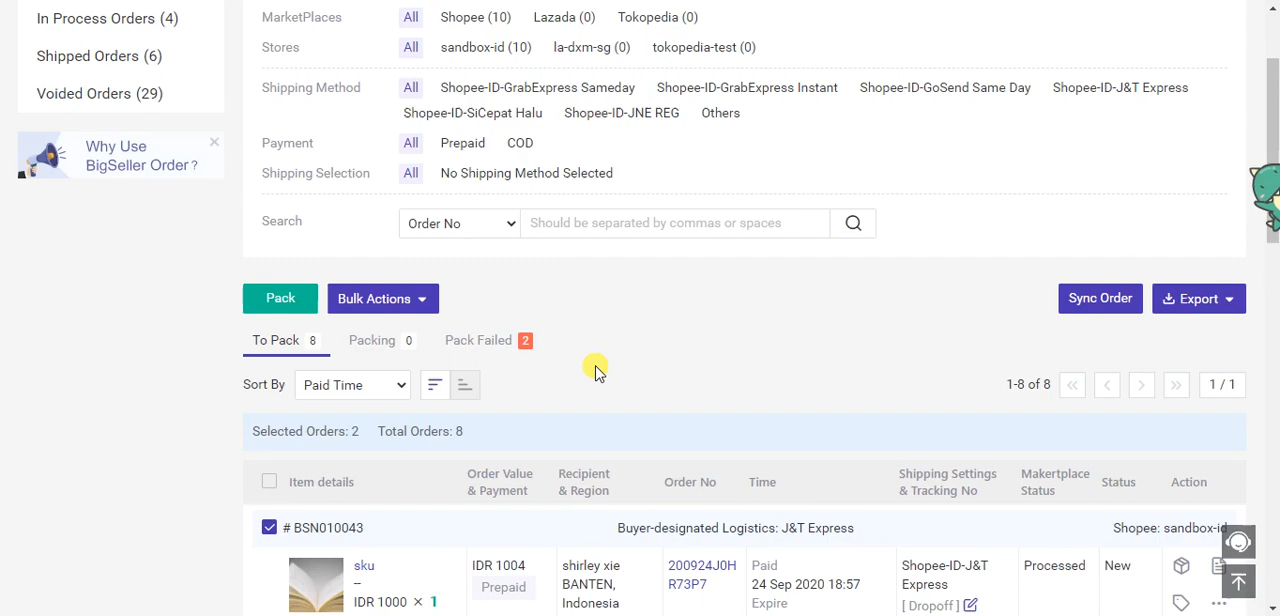 In Process Orders (4)
Shipped Orders (6)
Voided Orders (29)
Why Use
BigSeller Order?
MarketPlaces All Shopee (10) Lazada (0) Tokopedia (0)
Stores All sandbox-id (10) la-dxm-sg (0) tokopedia-test (0)
Shipping Method All Shopee-ID-GrabExpress Sameday Shopee-ID-GrabExpress Instant Shopee-ID-GoSend Same Day Shopee-ID-J&T Express
Shopee-ID-SiCepat Halu Shopee-ID-JNE REG Others
Payment All Prepaid COD
Shipping Selection All No Shipping Method Selected
Search Order No Should be separated by commas or spaces
Pack Bulk Actions Sync Order Export
To Pack 8 Packing 0 Pack Failed 2
Sort By Paid Time 1-8 of 8 1 / 1
Selected Orders: 2 Total Orders: 8
Item details Order Value & Payment Recipient & Region Order No Time Shipping Settings & Tracking No Makertplace Status Status Action
# BSN010043 Buyer-designated Logistics: J&T Express Shopee: sandbox-id
sku IDR 1004 shirley xie 200924J0H Paid Shopee-ID-J&T Processed New
-- Prepaid BANTEN, R73P7 24 Sep 2020 18:57 Express
IDR 1000 × 1 Indonesia Expire [ Dropoff ]